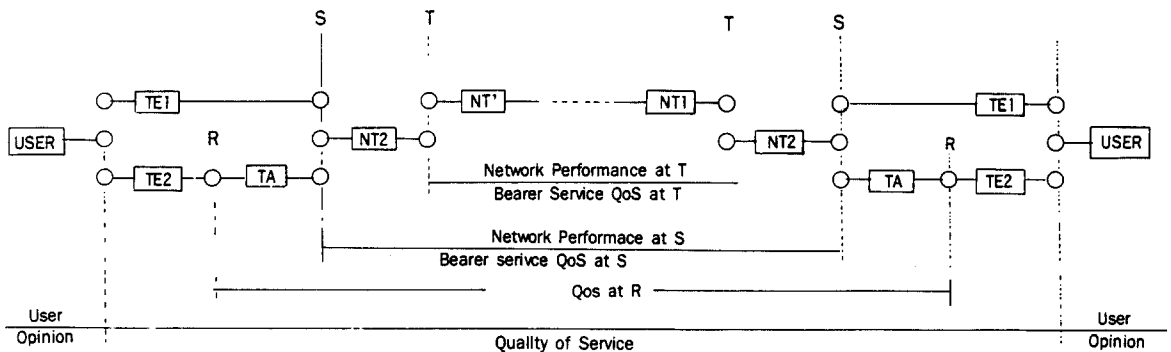 S T T S
TE1 NT' NT1 TE1
USER R NT2 NT2 R USER
TE2 TA TA TE2
Network Performance at T
Bearer Service QoS at T
Network Performace at S
Bearer serivce QoS at S
Qos at R
User User
Opinion Quality of Service Opinion